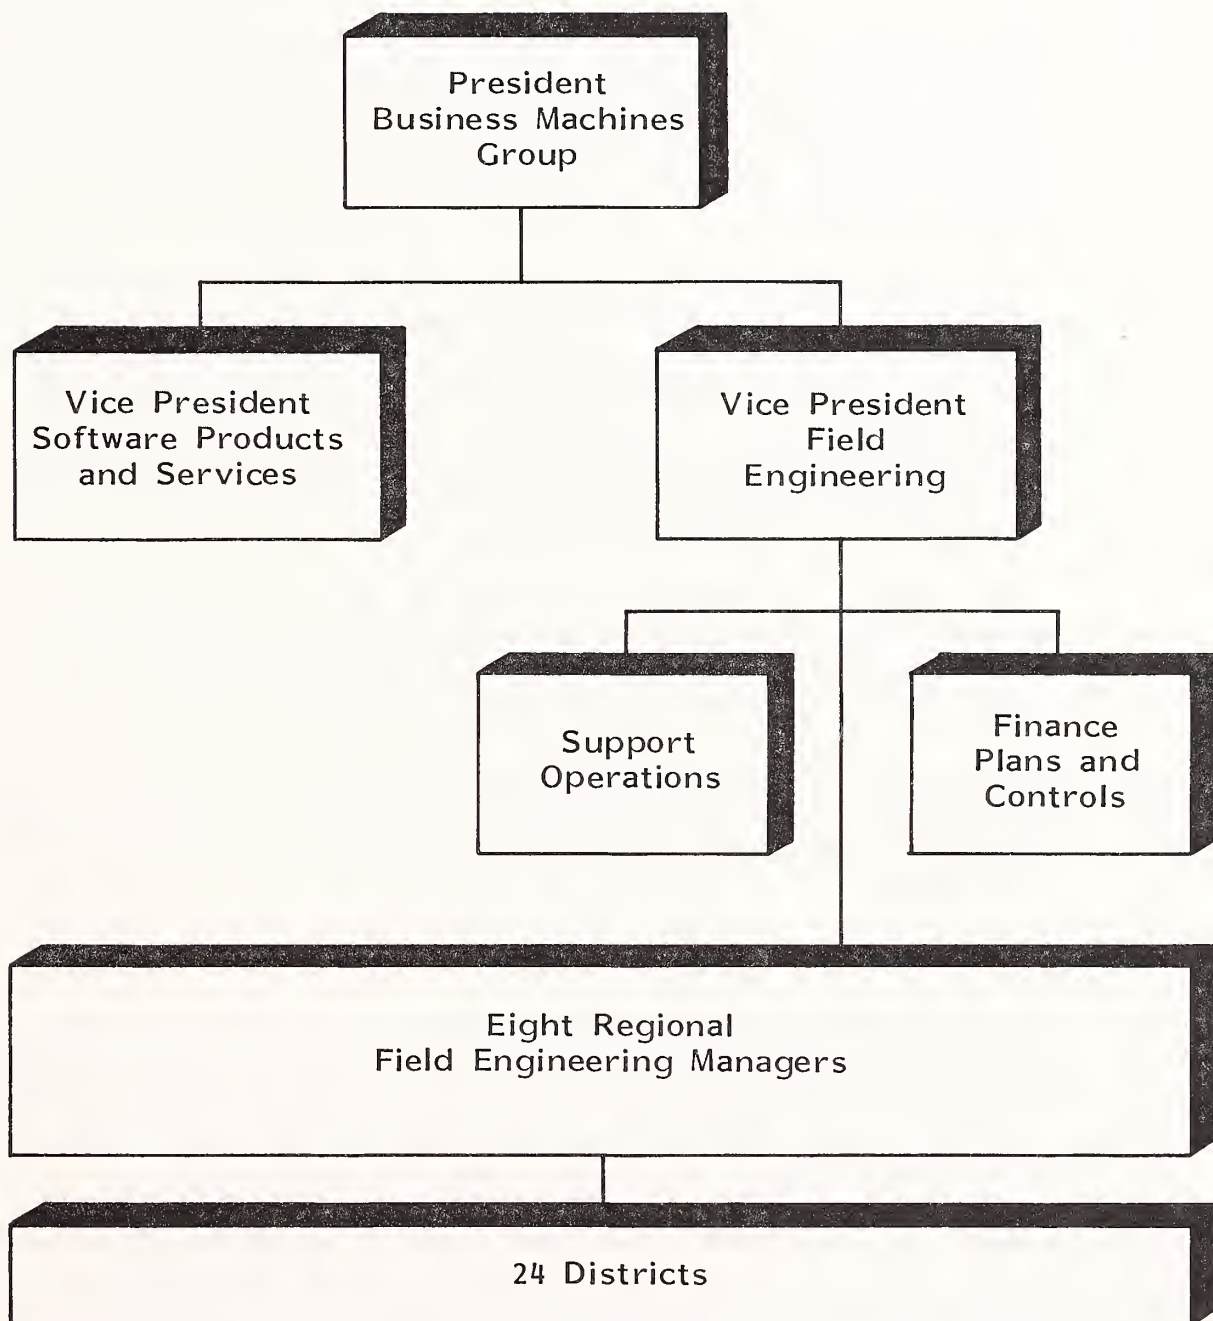 President
Business Machines
Group
Vice President
Software Products
and Services
Vice President
Field
Engineering
Support
Operations
Finance
Plans and
Controls
Eight Regional
Field Engineering Managers
24 Districts